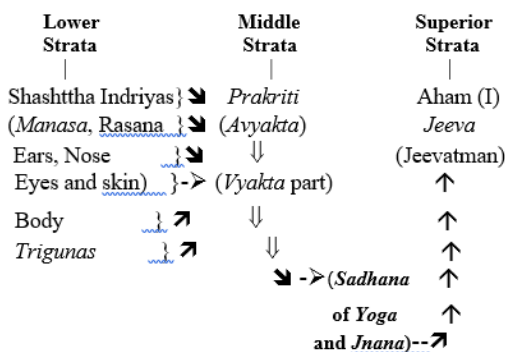 Lower Strata Middle Strata Superior Strata
Shashttha Indriyas} Prakriti Aham (I)
(Manasa, Rasana } (Avyakta) Jeeva
Ears, Nose } (Jeevatman)
Eyes and skin) }-➢ (Vyakta part) ↑
Body } ⇓ ↑
Trigunas } ⇓ ↑
-➢(Sadhana ↑
of Yoga ↑
and Jnana)--